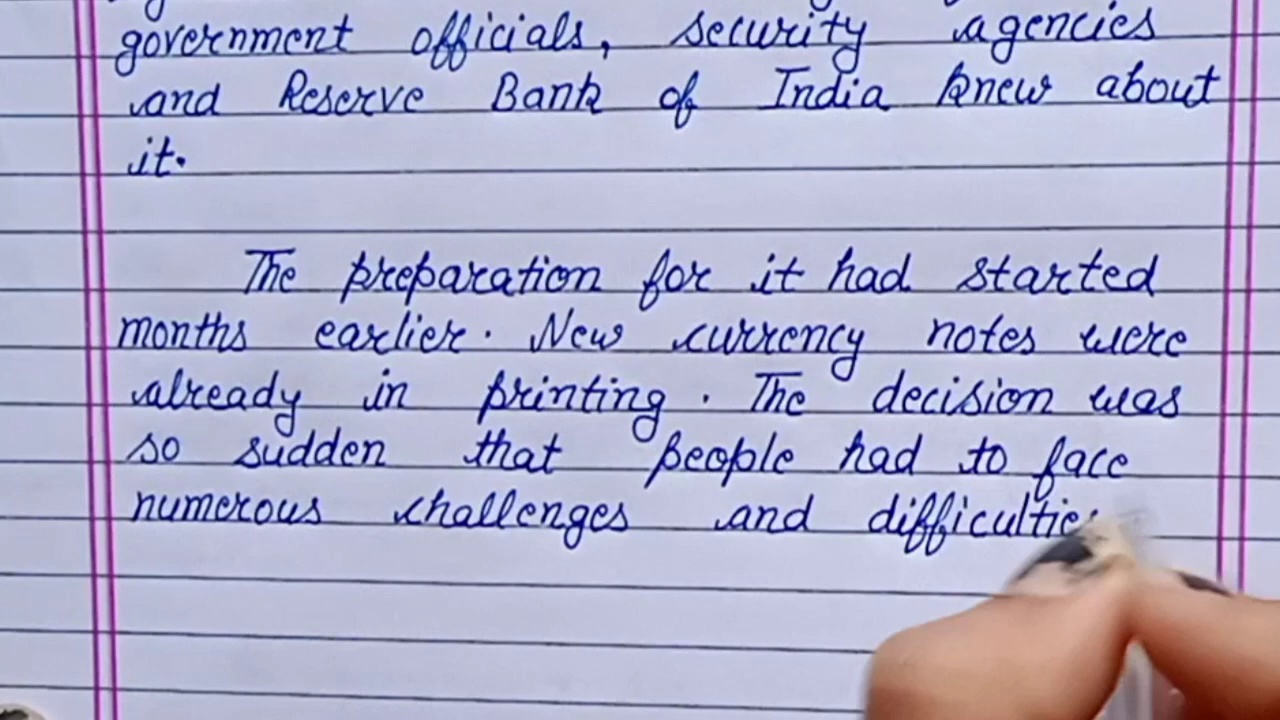 government officials, security agencies
and Reserve Bank of India knew about
it.
The preparation for it had started
months earlier. New currency notes were
already in printing. The decision was
so sudden that people had to face
numerous challenges and difficulties